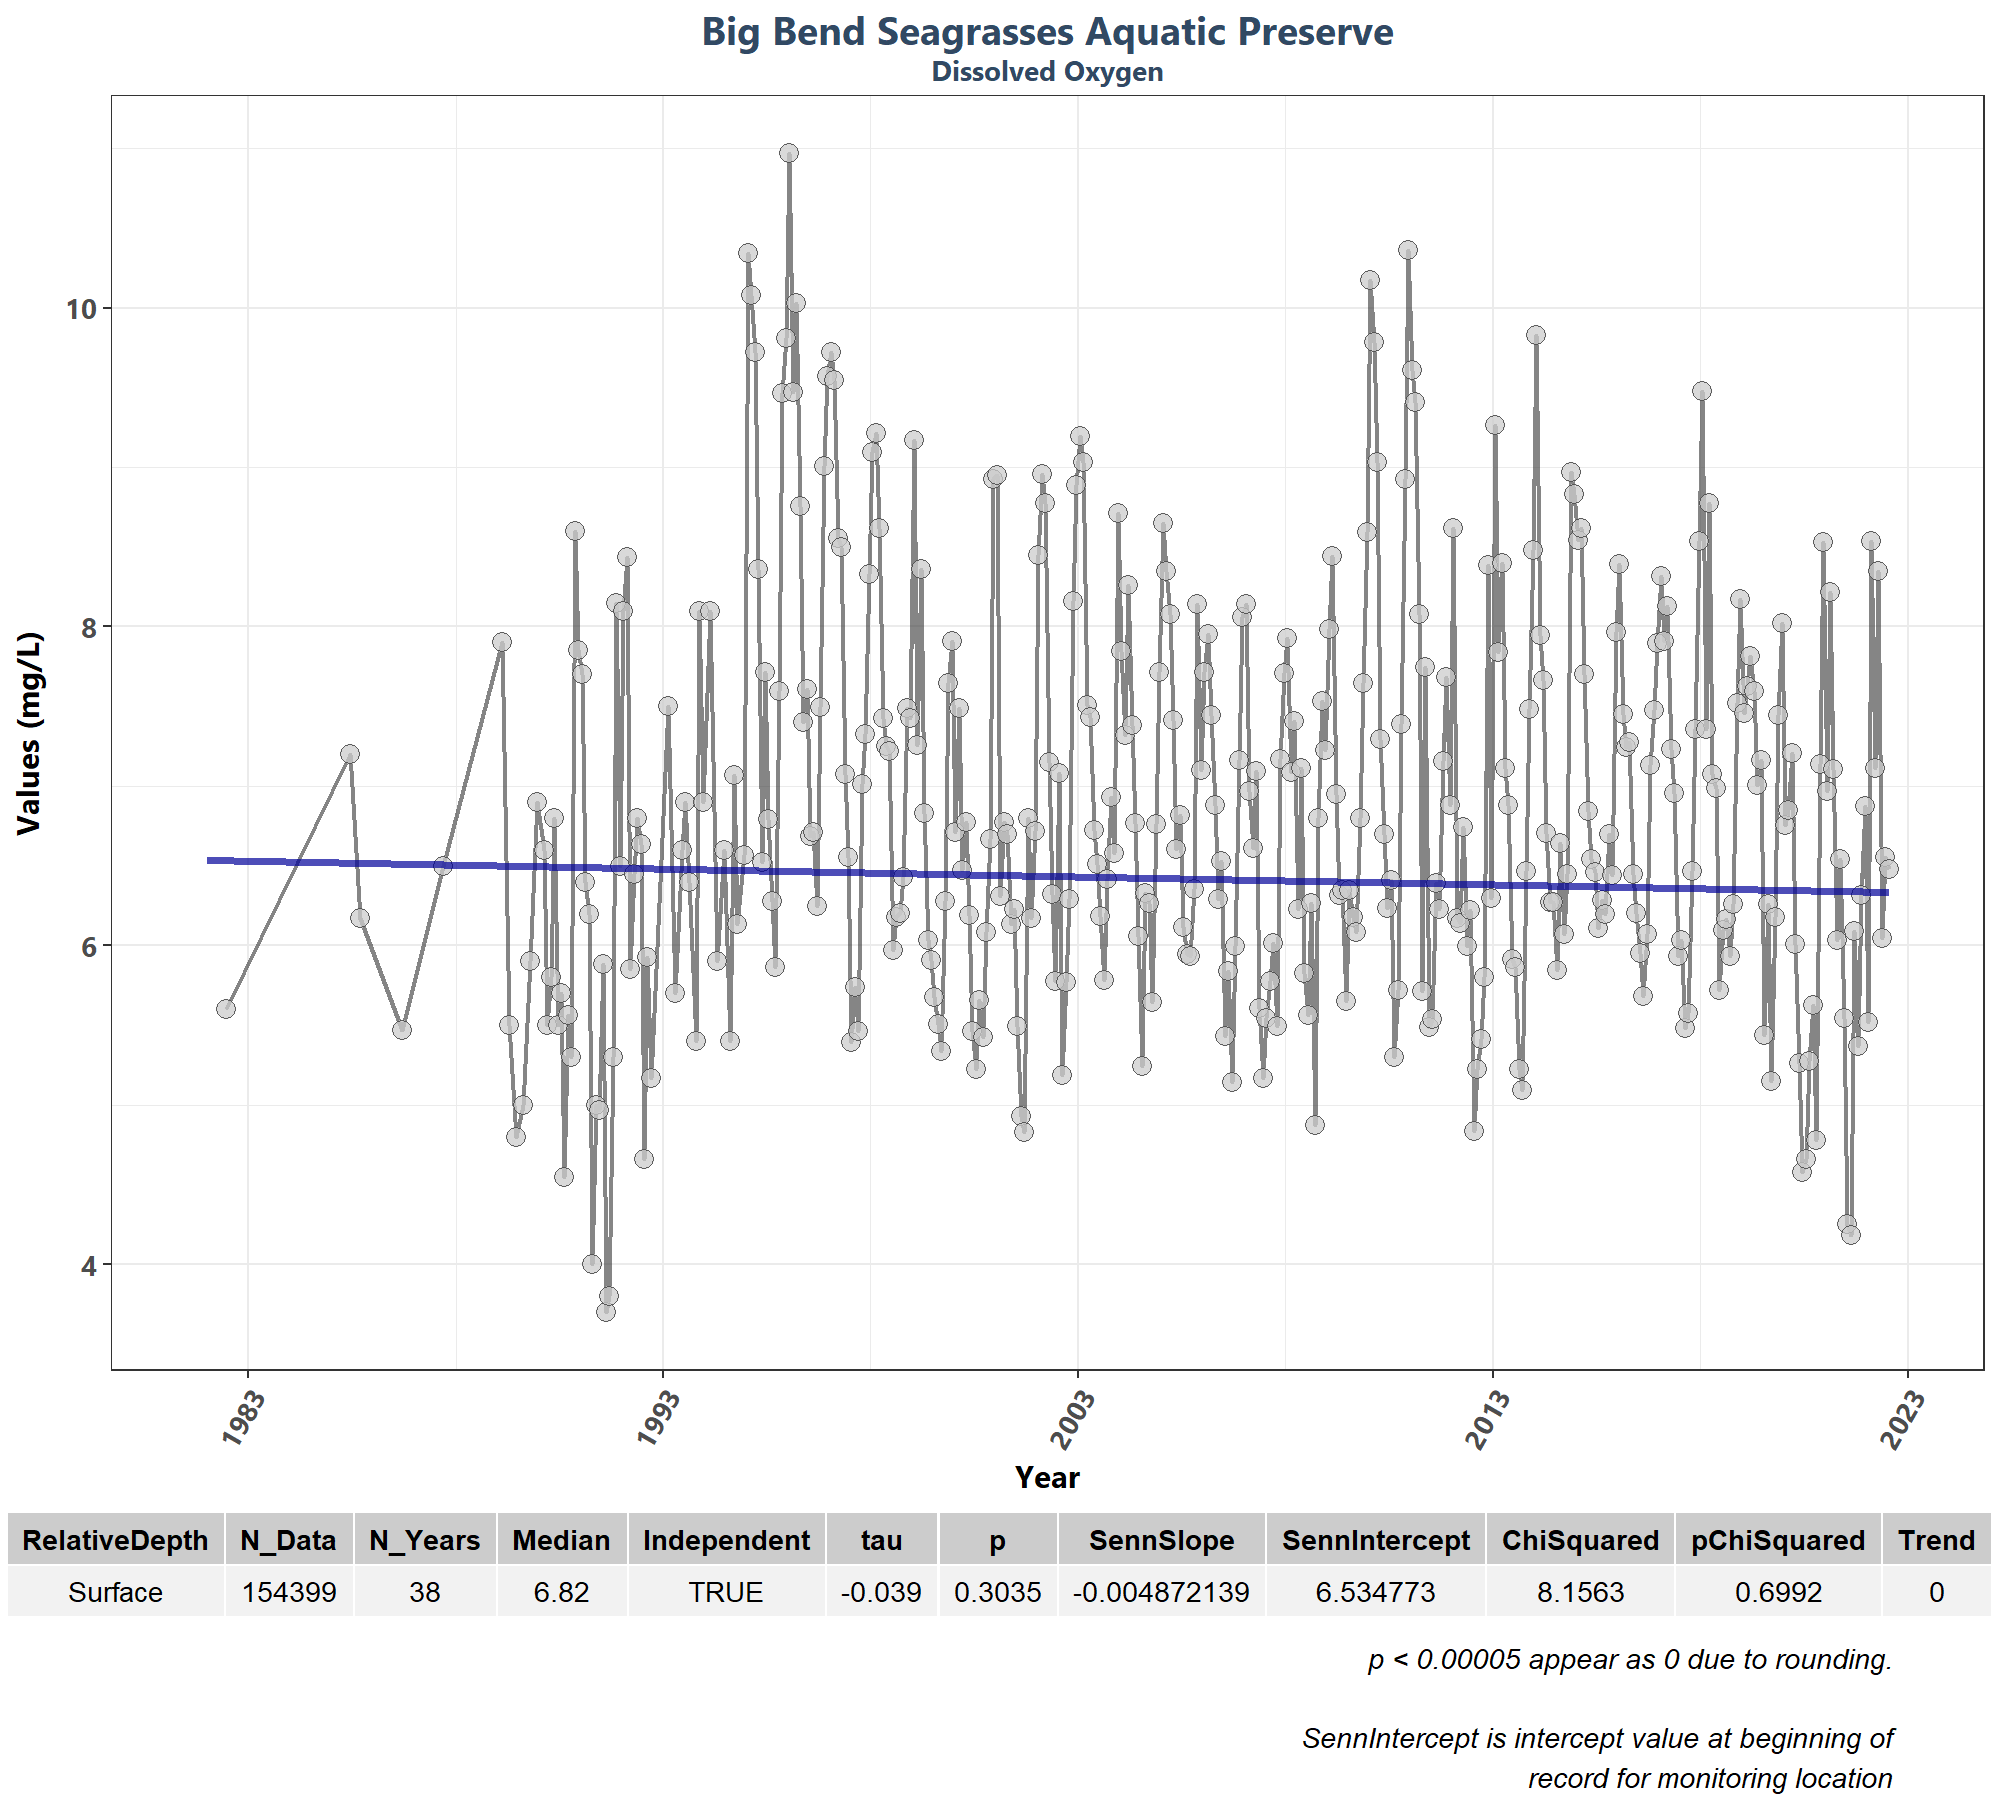 Big Bend Seagrasses Aquatic Preserve
Dissolved Oxygen
Values (mg/L)
10
8
6
4
1983
1993
2003
2013
2023
Year
RelativeDepth N_Data N_Years Median Independent tau p SennSlope SennIntercept ChiSquared pChiSquared Trend
Surface 154399 38 6.82 TRUE -0.039 0.3035 -0.004872139 6.534773 8.1563 0.6992 0
p < 0.00005 appear as 0 due to rounding.
SennIntercept is intercept value at beginning of
record for monitoring location